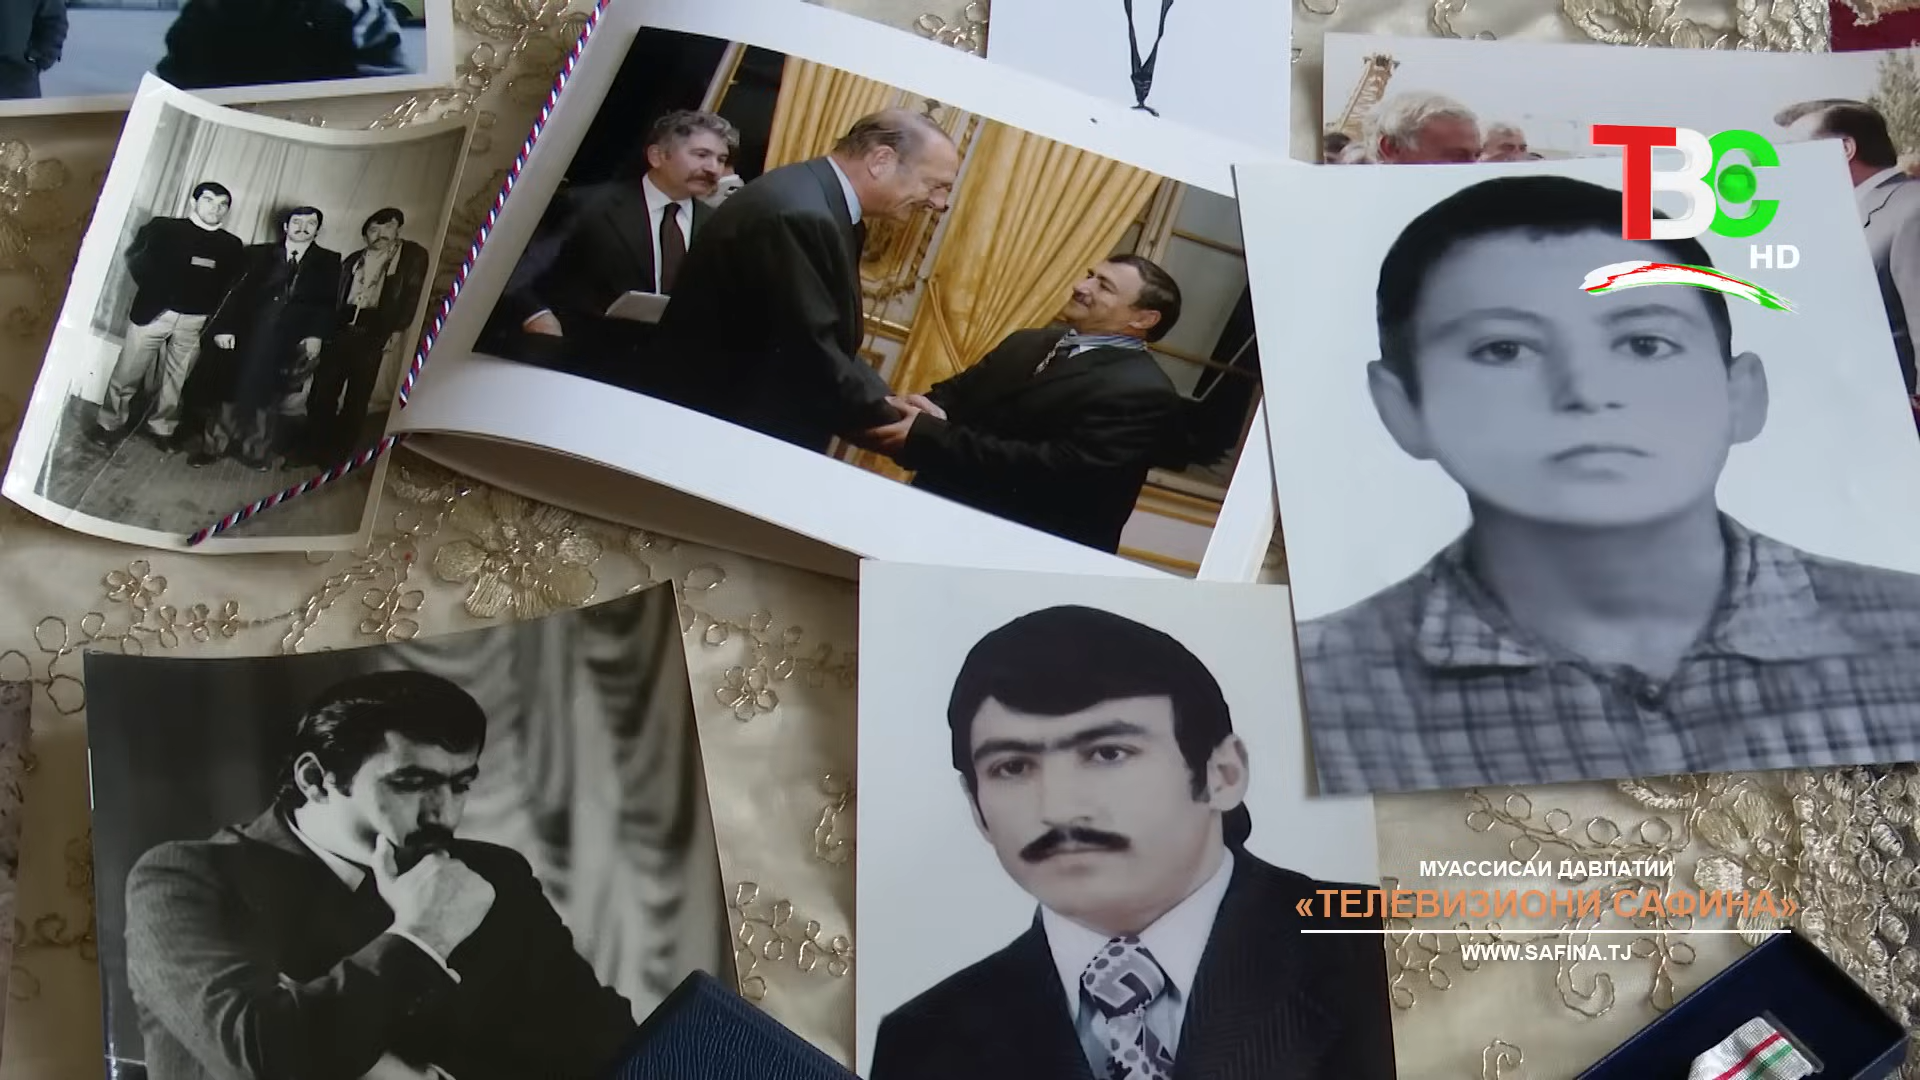 ТВС
HD
МУАССИСАИ ДАВЛАТИИ
«ТЕЛЕВИЗИОНИ САФИНА»
WWW.SAFINA.TJ